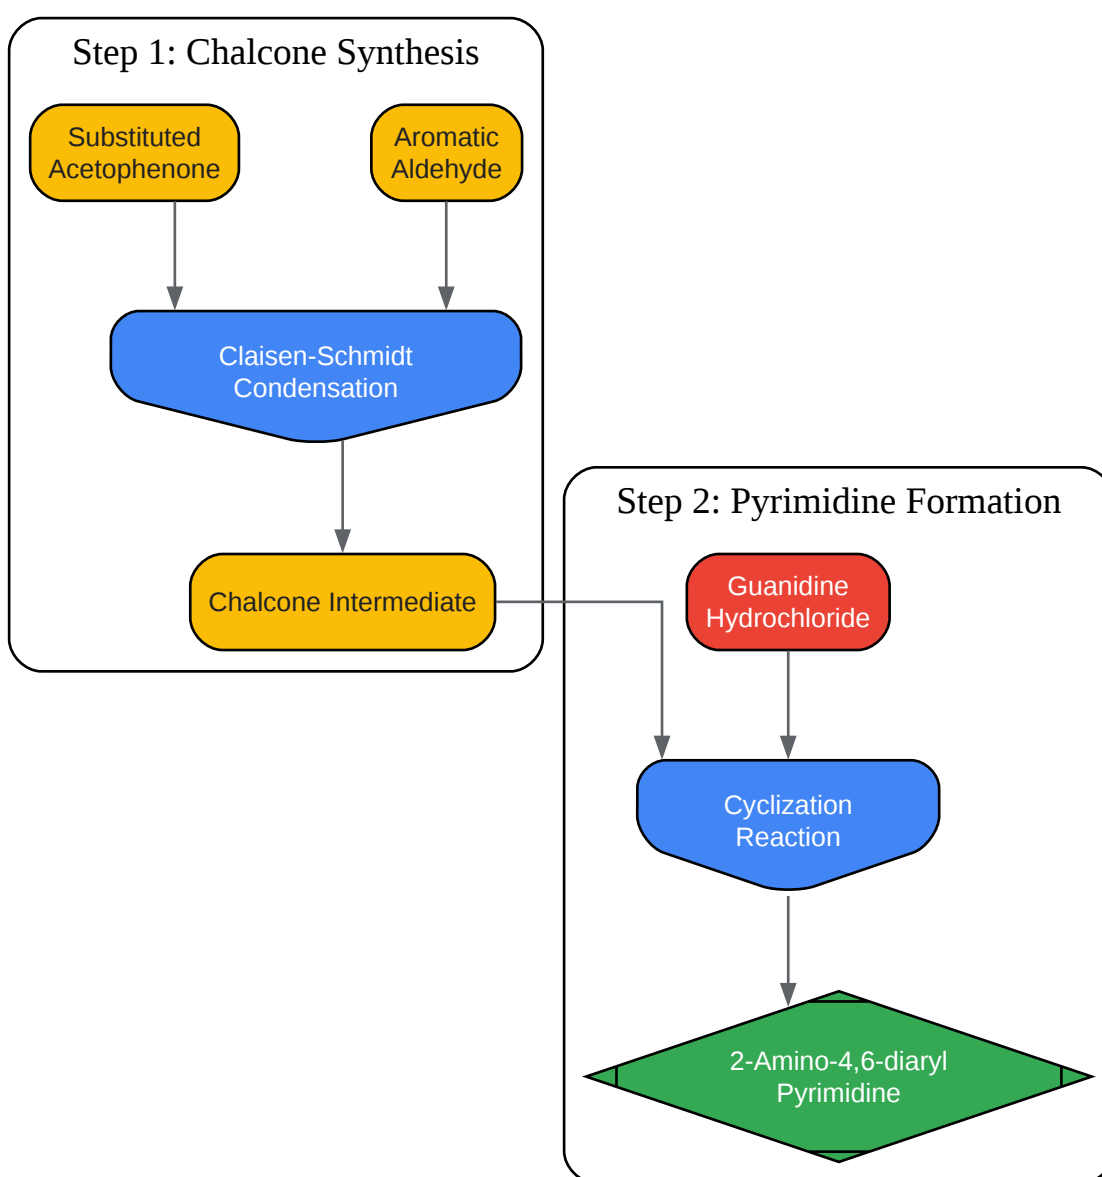 Step 1: Chalcone Synthesis
Substituted
Acetophenone
Aromatic
Aldehyde
Claisen-Schmidt
Condensation
Chalcone Intermediate
Step 2: Pyrimidine Formation
Guanidine
Hydrochloride
Cyclization
Reaction
2-Amino-4,6-diaryl
Pyrimidine